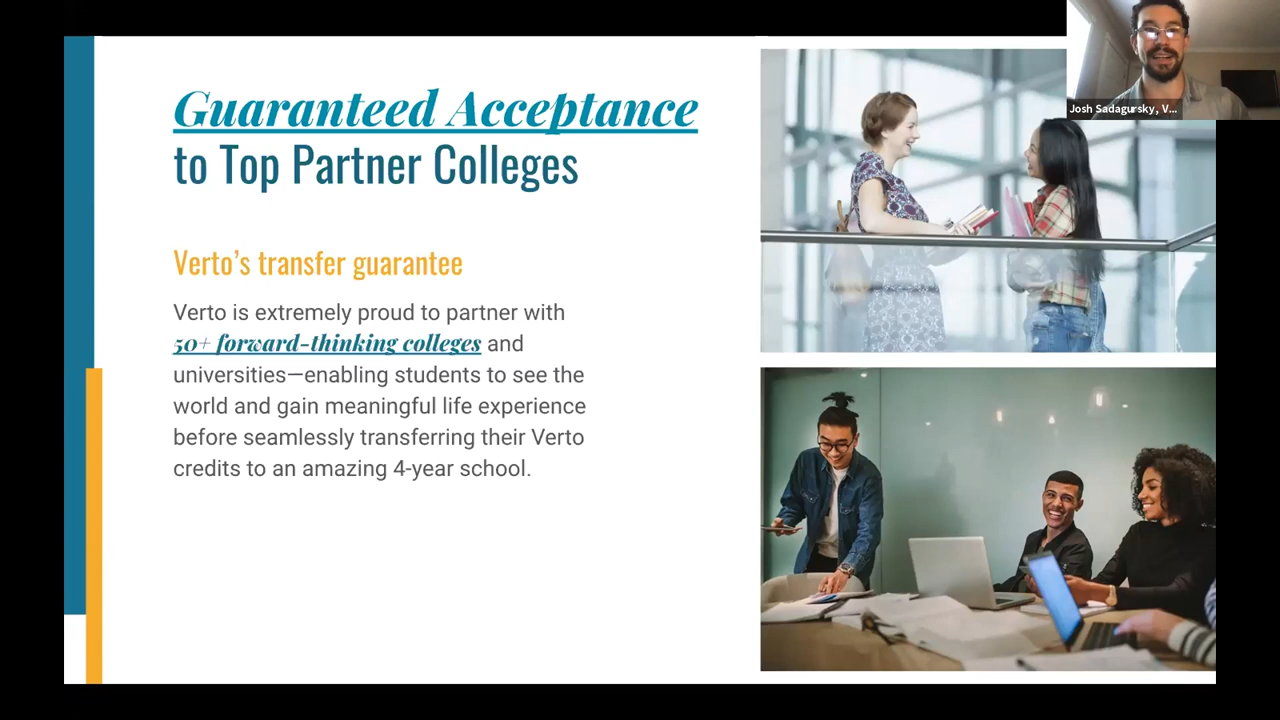 Guaranteed Acceptance
to Top Partner Colleges
Verto’s transfer guarantee
Verto is extremely proud to partner with
50+ forward-thinking colleges and
universities—enabling students to see the
world and gain meaningful life experience
before seamlessly transferring their Verto
credits to an amazing 4-year school.
Josh Sadagursky, V...